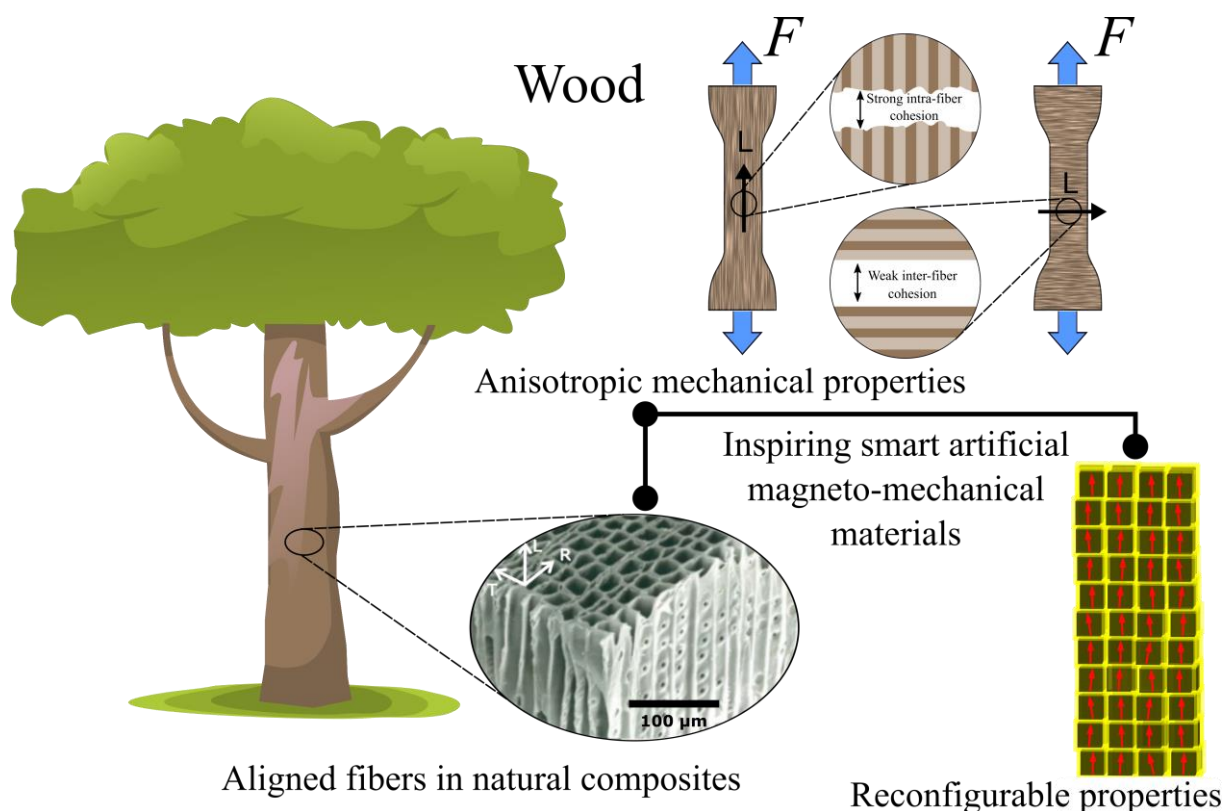 Wood
F
F
Strong intra-fiber
cohesion
L
L
Weak inter-fiber
cohesion
Anisotropic mechanical properties
Inspiring smart artificial
magneto-mechanical
materials
L
R
T
100 μm
Aligned fibers in natural composites
Reconfigurable properties